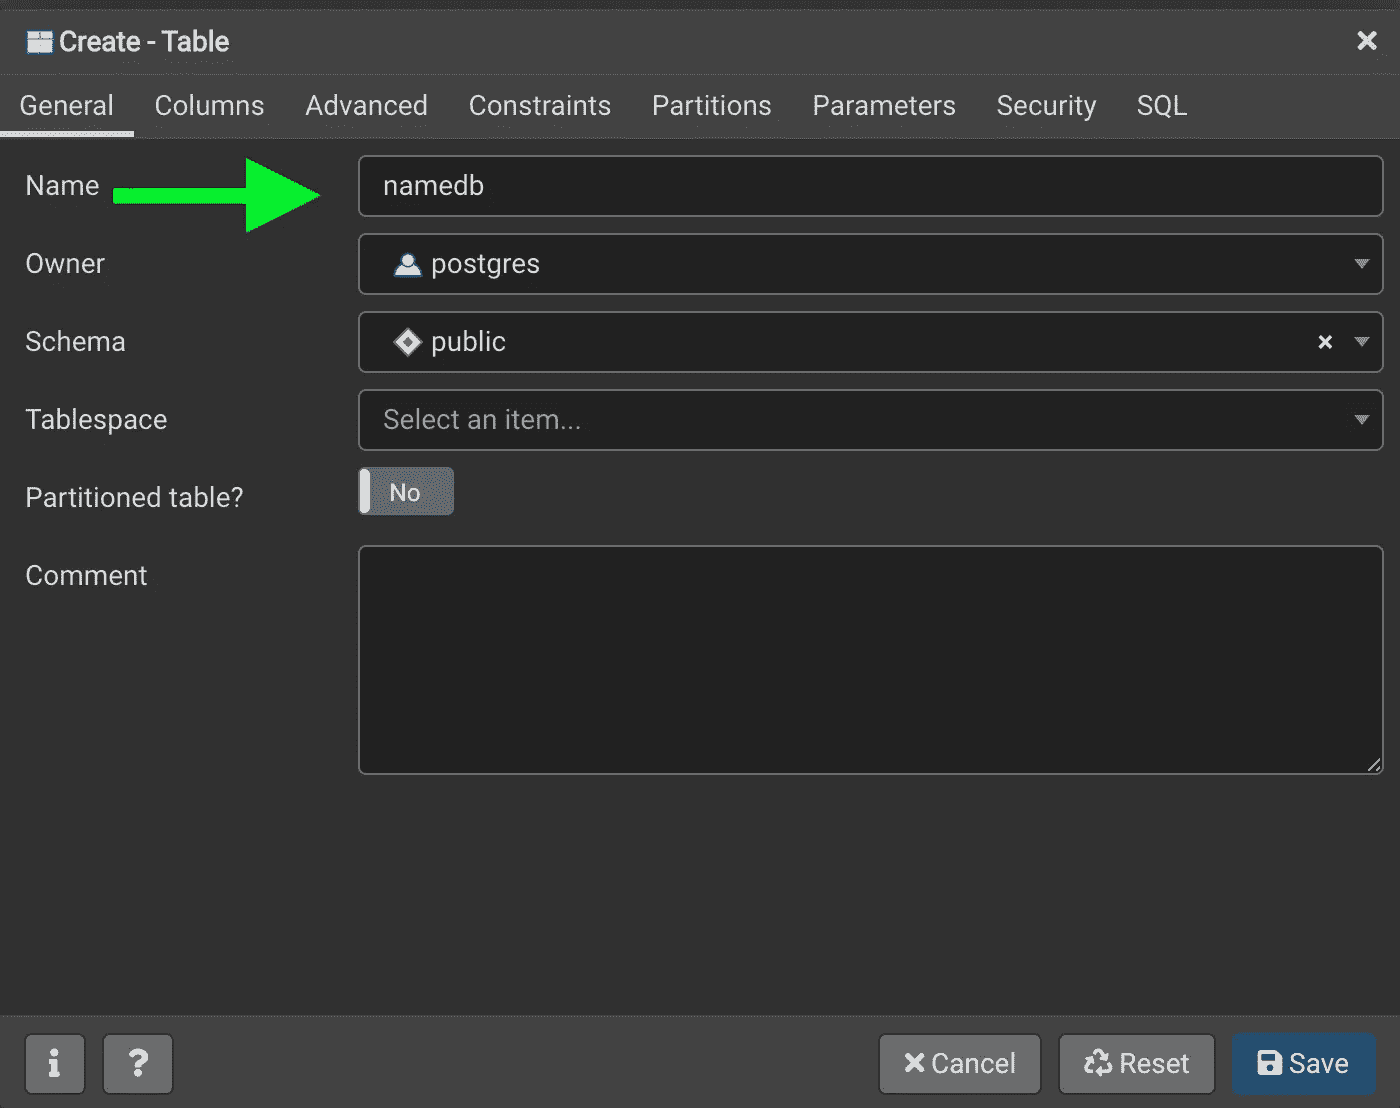 Create - Table
General Columns Advanced Constraints Partitions Parameters Security SQL
Name namedb
Owner postgres
Schema public
Tablespace Select an item...
Partitioned table? No
Comment
i ? Cancel Reset Save